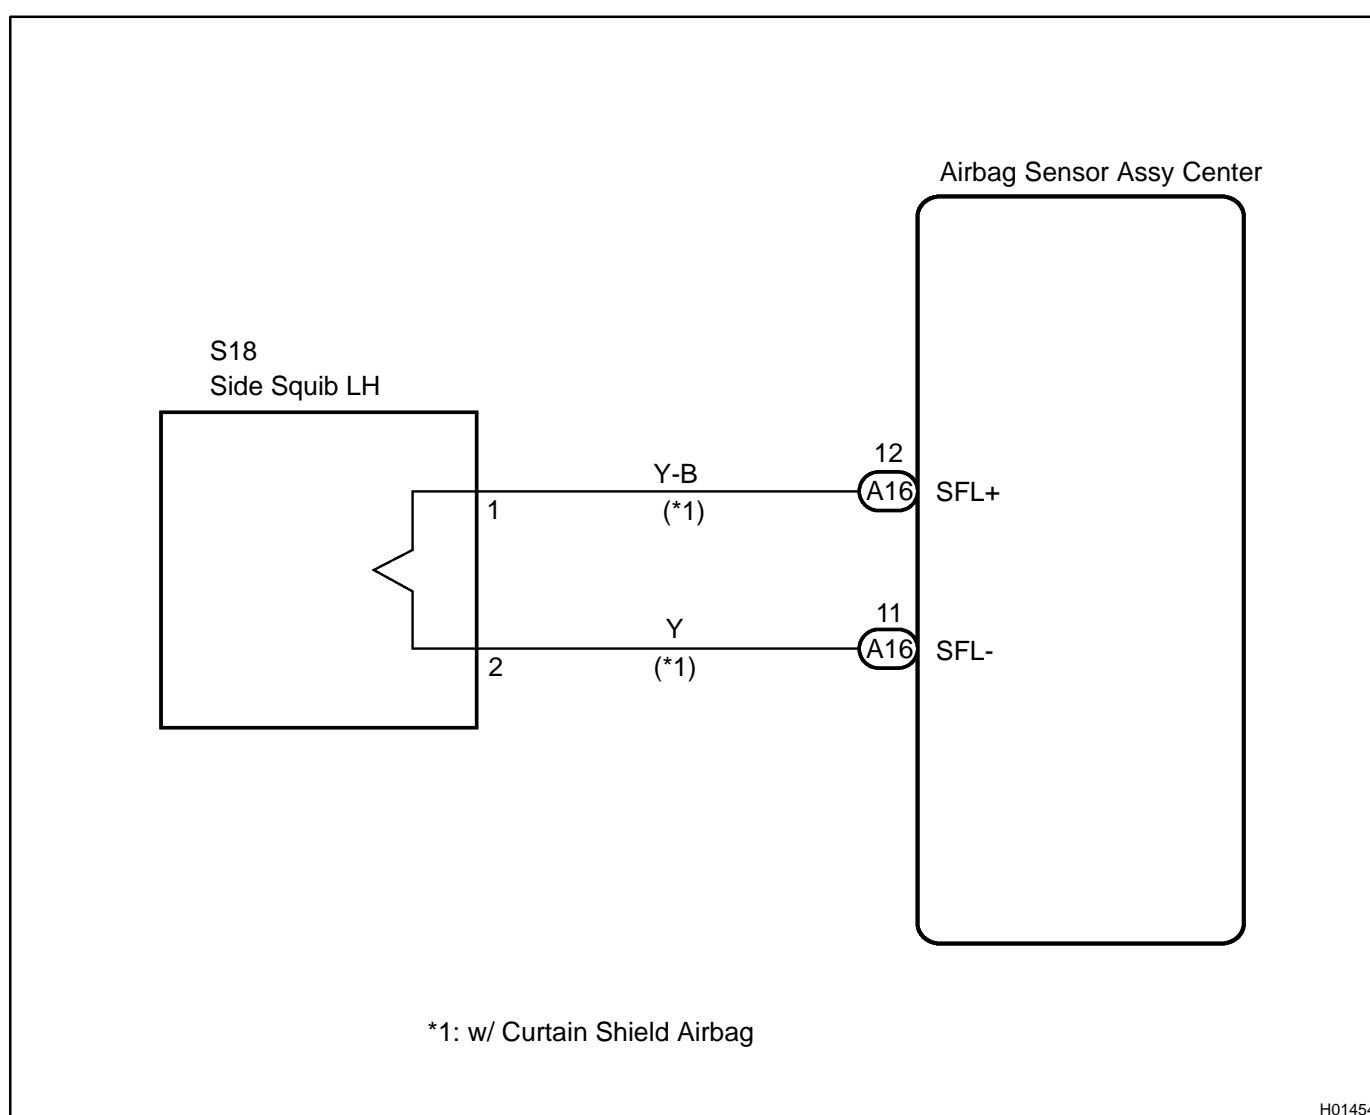 Airbag Sensor Assy Center
S18
Side Squib LH
12
Y-B
A16
SFL+
1
(*1)
11
Y
A16
SFL-
2
(*1)
*1: w/ Curtain Shield Airbag
H01454